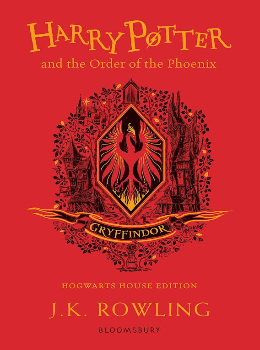 HARRY POTTER
and the Order of the Phoenix
GRYFFINDOR
HOGWARTS HOUSE EDITION
J.K. ROWLING
BLOOMSBURY